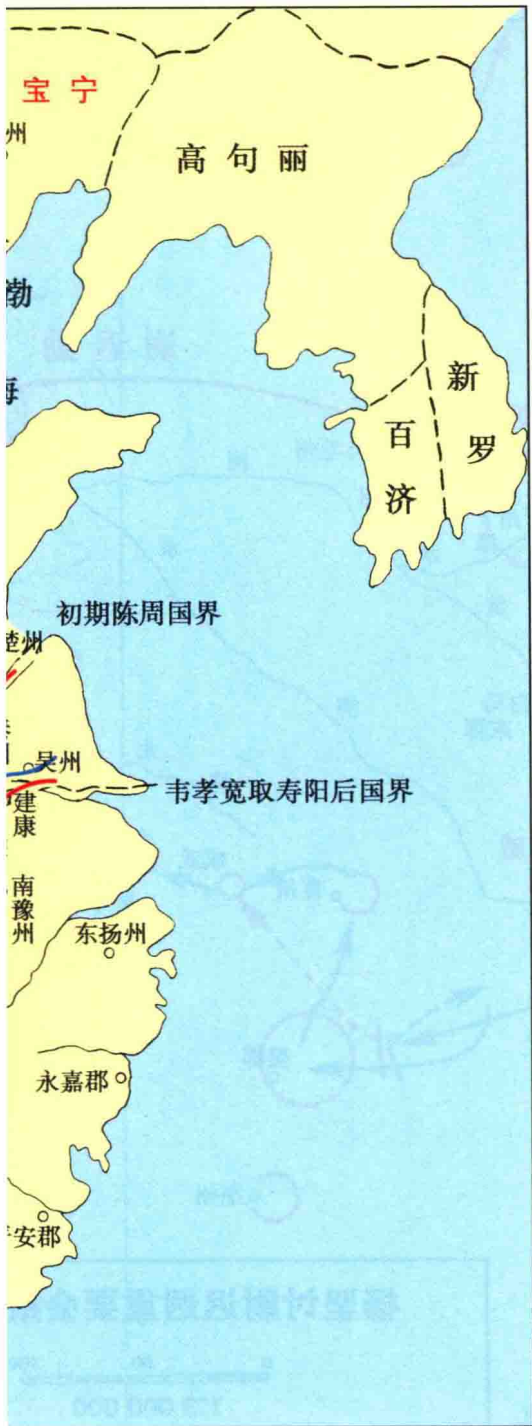 宝宁
州
高句丽
渤
海
新罗
百济
初期陈周国界
楚州
吴州
韦孝宽取寿阳后国界
建康
南豫州
东扬州
永嘉郡
安郡